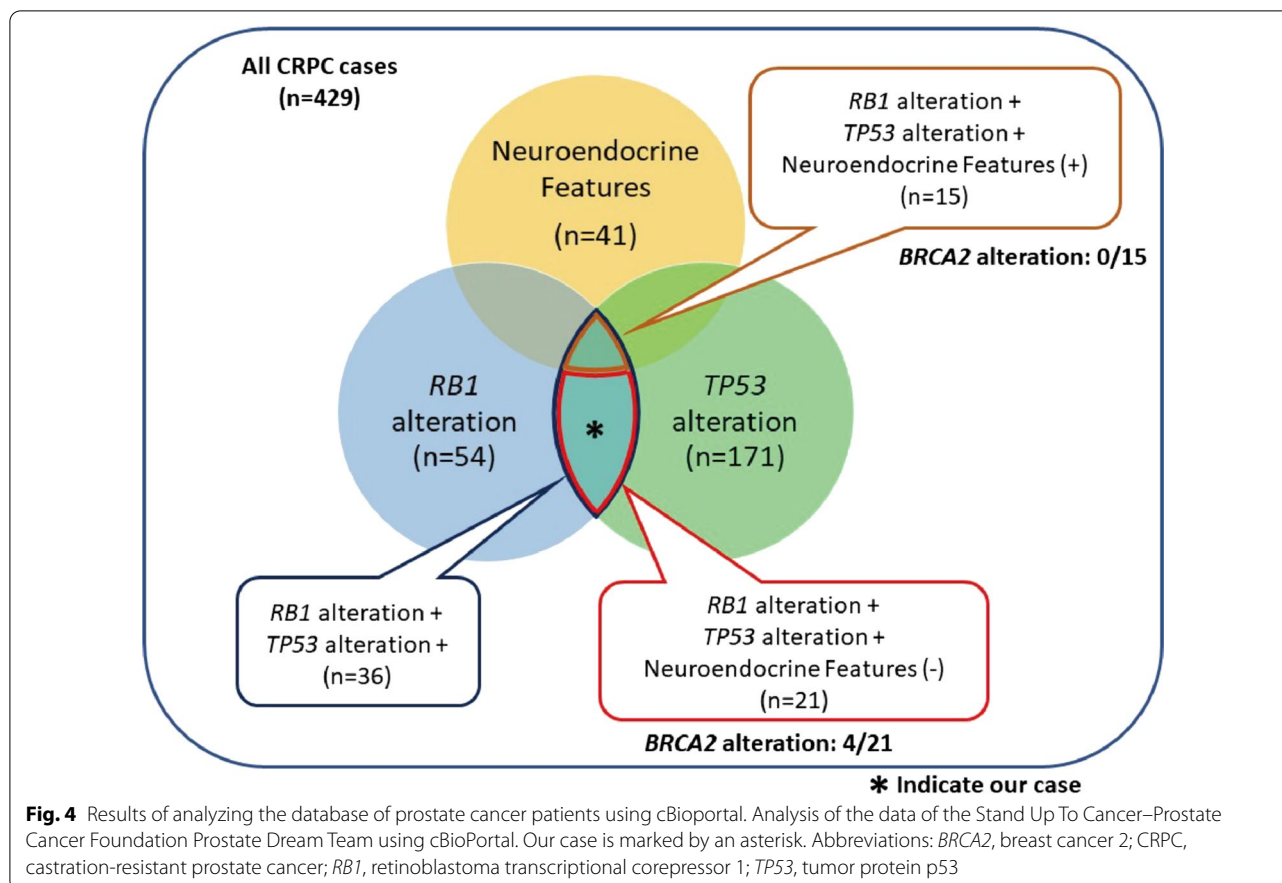 All CRPC cases
(n=429)
Neuroendocrine
Features
(n=41)
RB1 alteration +
TP53 alteration +
Neuroendocrine Features (+)
(n=15)
BRCA2 alteration: 0/15
RB1
alteration
(n=54)
*
TP53
alteration
(n=171)
RB1 alteration +
TP53 alteration +
(n=36)
RB1 alteration +
TP53 alteration +
Neuroendocrine Features (-)
(n=21)
BRCA2 alteration: 4/21
* Indicate our case
Fig. 4 Results of analyzing the database of prostate cancer patients using cBioportal. Analysis of the data of the Stand Up To Cancer–Prostate
Cancer Foundation Prostate Dream Team using cBioPortal. Our case is marked by an asterisk. Abbreviations: BRCA2, breast cancer 2; CRPC,
castration-resistant prostate cancer; RB1, retinoblastoma transcriptional corepressor 1; TP53, tumor protein p53